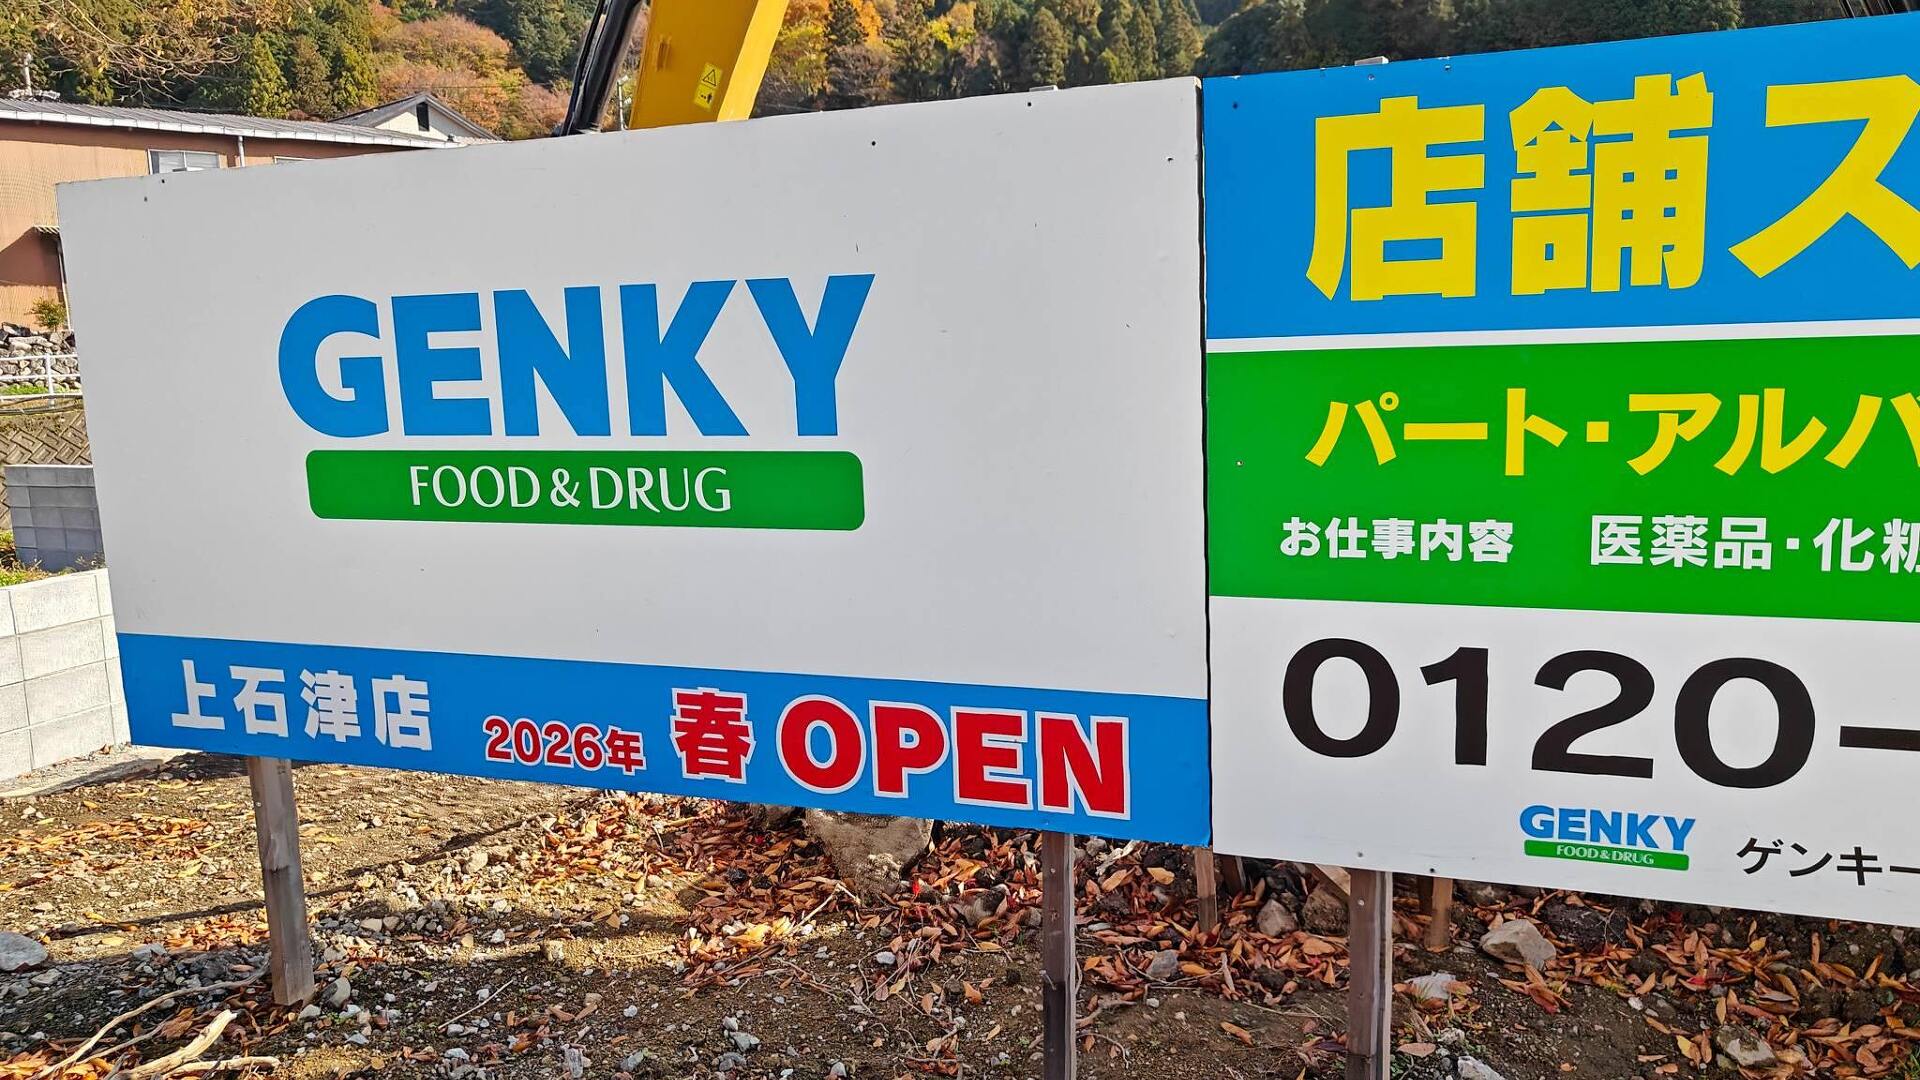 GENKY
FOOD & DRUG
上石津店 2026年 春 OPEN
店舗ス
パート・アルバ
お仕事内容 医薬品・化粧
0120-
GENKY
FOOD & DRUG
ゲンキー